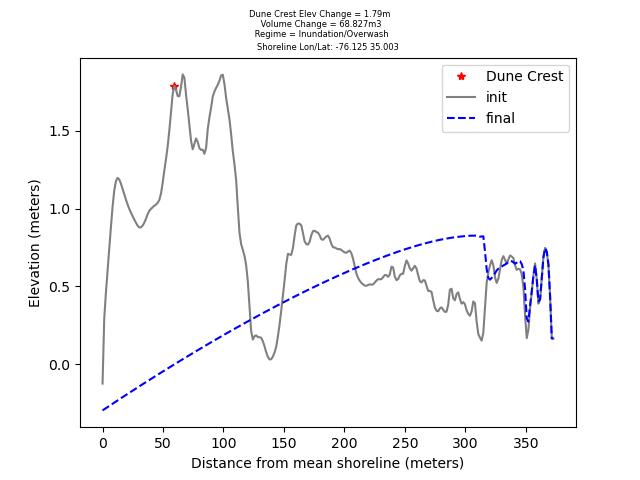 Dune Crest Elev Change = 1.79m
Volume Change = 68.827m3
Regime = Inundation/Overwash
Shoreline Lon/Lat: -76.125 35.003
Dune Crest
init
final
Elevation (meters)
1.5
1.0
0.5
0.0
0 50 100 150 200 250 300 350
Distance from mean shoreline (meters)